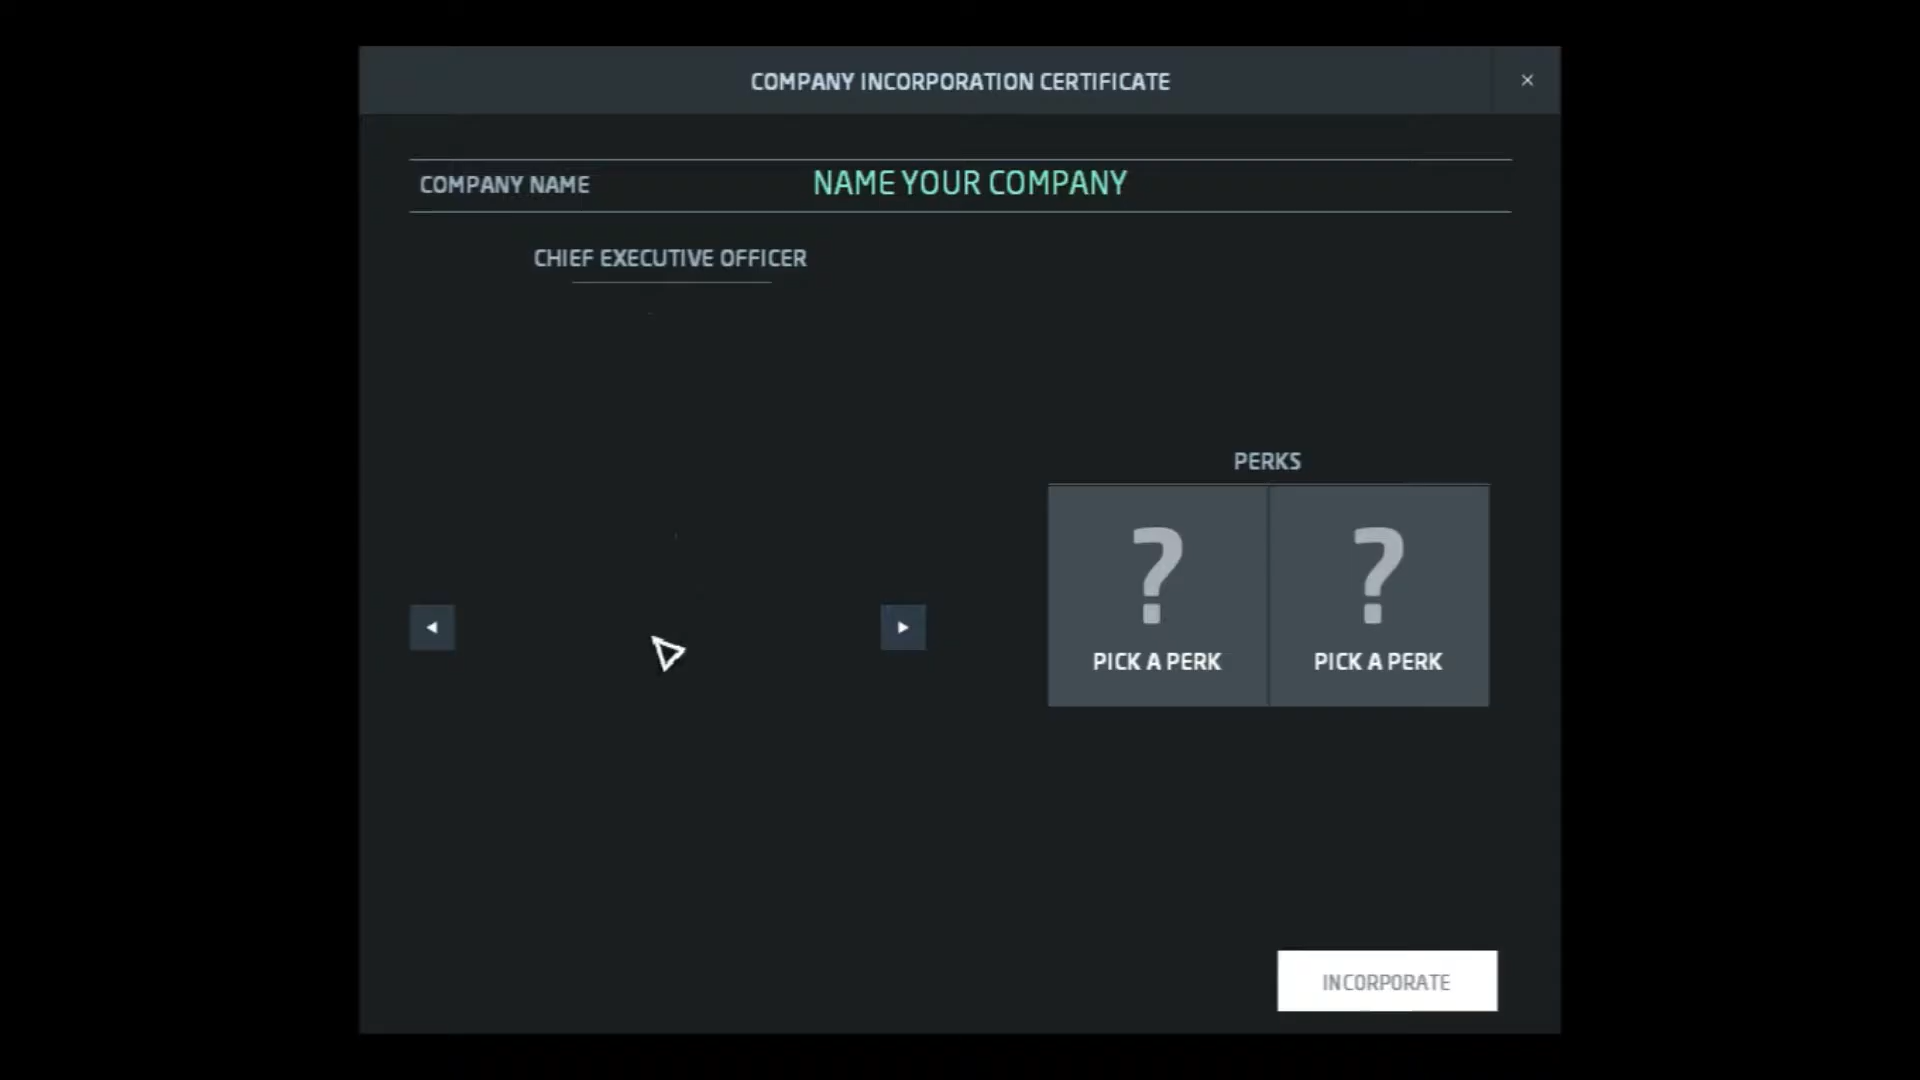 COMPANY INCORPORATION CERTIFICATE
×
COMPANY NAME
NAME YOUR COMPANY
CHIEF EXECUTIVE OFFICER
PERKS
? ?
PICK A PERK PICK A PERK
INCORPORATE